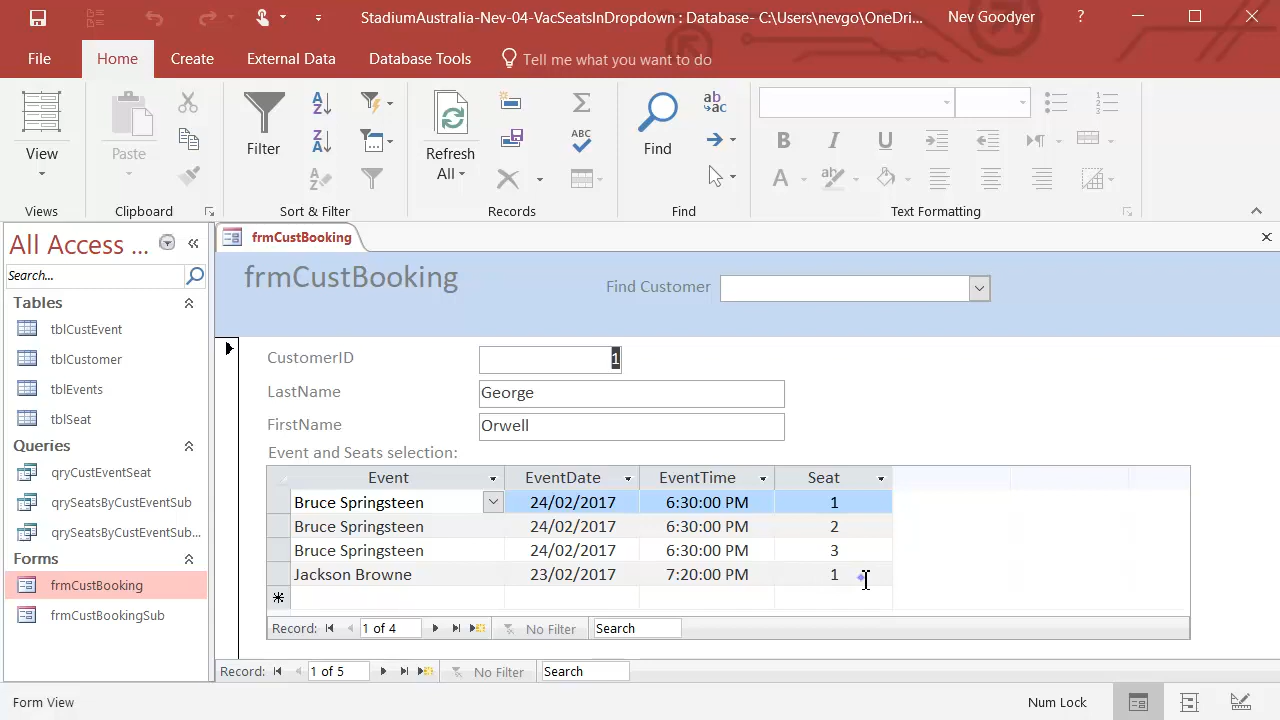 StadiumAustralia-Nev-04-VacSeatsInDropdown : Database- C:\Users\nevgo\OneDri...
Nev Goodyer
?
File
Home
Create
External Data
Database Tools
Tell me what you want to do
View
Paste
Filter
Refresh
All
Find
Views
Clipboard
Sort & Filter
Records
Find
Text Formatting
All Access ...
Search...
Tables
tblCustEvent
tblCustomer
tblEvents
tblSeat
Queries
qryCustEventSeat
qrySeatsByCustEventSub
qrySeatsByCustEventSub...
Forms
frmCustBooking
frmCustBookingSub
frmCustBooking
frmCustBooking
Find Customer
CustomerID 1
LastName George
FirstName Orwell
Event and Seats selection:
Event EventDate EventTime Seat
Bruce Springsteen 24/02/2017 6:30:00 PM 1
Bruce Springsteen 24/02/2017 6:30:00 PM 2
Bruce Springsteen 24/02/2017 6:30:00 PM 3
Jackson Browne 23/02/2017 7:20:00 PM 1
Record: 1 of 4 No Filter Search
Record: 1 of 5 No Filter Search
Form View
Num Lock